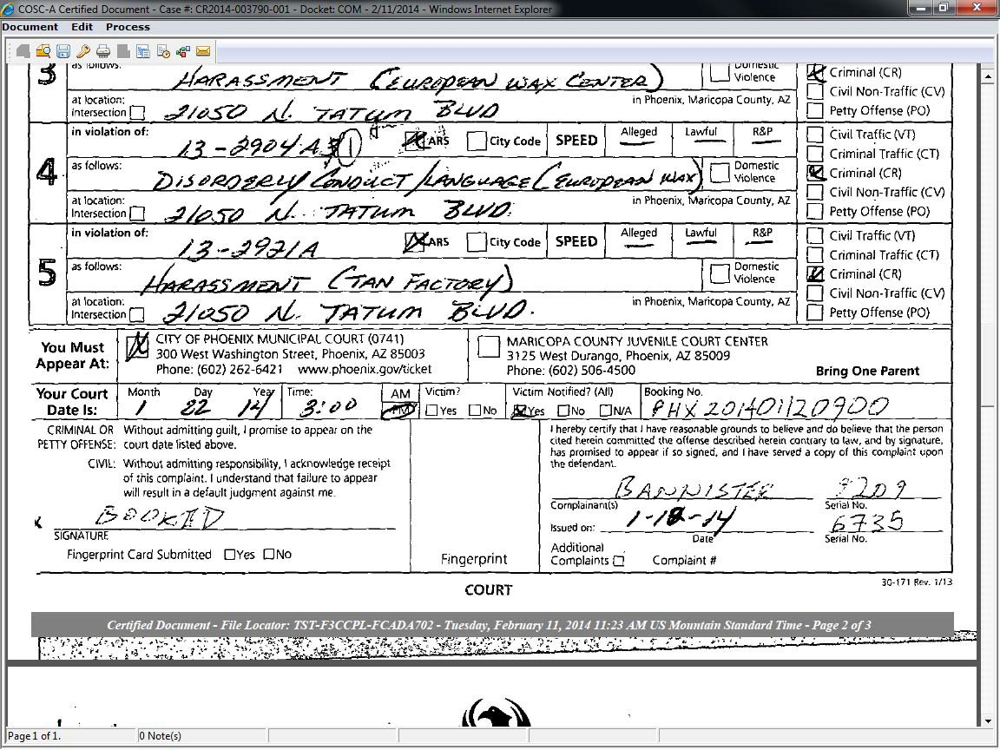 COSC-A Certified Document - Case #: CR2014-003790-001 - Docket: COM - 2/11/2014 - Windows Internet Explorer
Document Edit Process
3 as follows: HARASSMENT (EUROPEAN WAX CENTER) Domestic Violence Criminal (CR)
Civil Non-Traffic (CV)
at location: Intersection 21050 N. TATUM BLVD in Phoenix, Maricopa County, AZ Petty Offense (PO)
4 in violation of: 13-2904A 1 ARS City Code SPEED Alleged Lawful R&P Civil Traffic (VT)
Criminal Traffic (CT)
as follows: DISORDERLY CONDUCT/LANGUAGE (EUROPEAN WAX) Domestic Violence Criminal (CR)
Civil Non-Traffic (CV)
at location: Intersection 21050 N. TATUM BLVD. in Phoenix, Maricopa County, AZ Petty Offense (PO)
5 in violation of: 13-2921A ARS City Code SPEED Alleged Lawful R&P Civil Traffic (VT)
Criminal Traffic (CT)
as follows: HARASSMENT (TAN FACTORY) Domestic Violence Criminal (CR)
Civil Non-Traffic (CV)
at location: Intersection 21050 N. TATUM BLVD. in Phoenix, Maricopa County, AZ Petty Offense (PO)
You Must Appear At:
CITY OF PHOENIX MUNICIPAL COURT (0741)
300 West Washington Street, Phoenix, AZ 85003
Phone: (602) 262-6421 www.phoenix.gov/ticket
MARICOPA COUNTY JUVENILE COURT CENTER
3125 West Durango, Phoenix, AZ 85009
Phone: (602) 506-4500 Bring One Parent
Your Court Date Is:
Month Day Year Time: AM Victim? Victim Notified? (All) Booking No.
1 22 14 3:00 PM Yes No Yes No N/A PHX201401120900
CRIMINAL OR PETTY OFFENSE: Without admitting guilt, I promise to appear on the
court date listed above.
CIVIL: Without admitting responsibility, I acknowledge receipt
of this complaint. I understand that failure to appear
will result in a default judgment against me.
x BOOKED
SIGNATURE
Fingerprint Card Submitted Yes No
Fingerprint
I hereby certify that I have reasonable grounds to believe and do believe that the person
cited herein committed the offense described herein contrary to law, and by signature,
has promised to appear if so signed, and I have served a copy of this complaint upon
the defendant.
BANNISTER 9209
Complainant(s) Serial No.
Issued on: 1-12-14 6735
Date Serial No.
Additional
Complaints Complaint #
30-171 Rev. 1/13
COURT
Certified Document - File Locator: TST-F3CCPL-FCADA702 - Tuesday, February 11, 2014 11:23 AM US Mountain Standard Time - Page 2 of 3
Page 1 of 1. 0 Note(s)